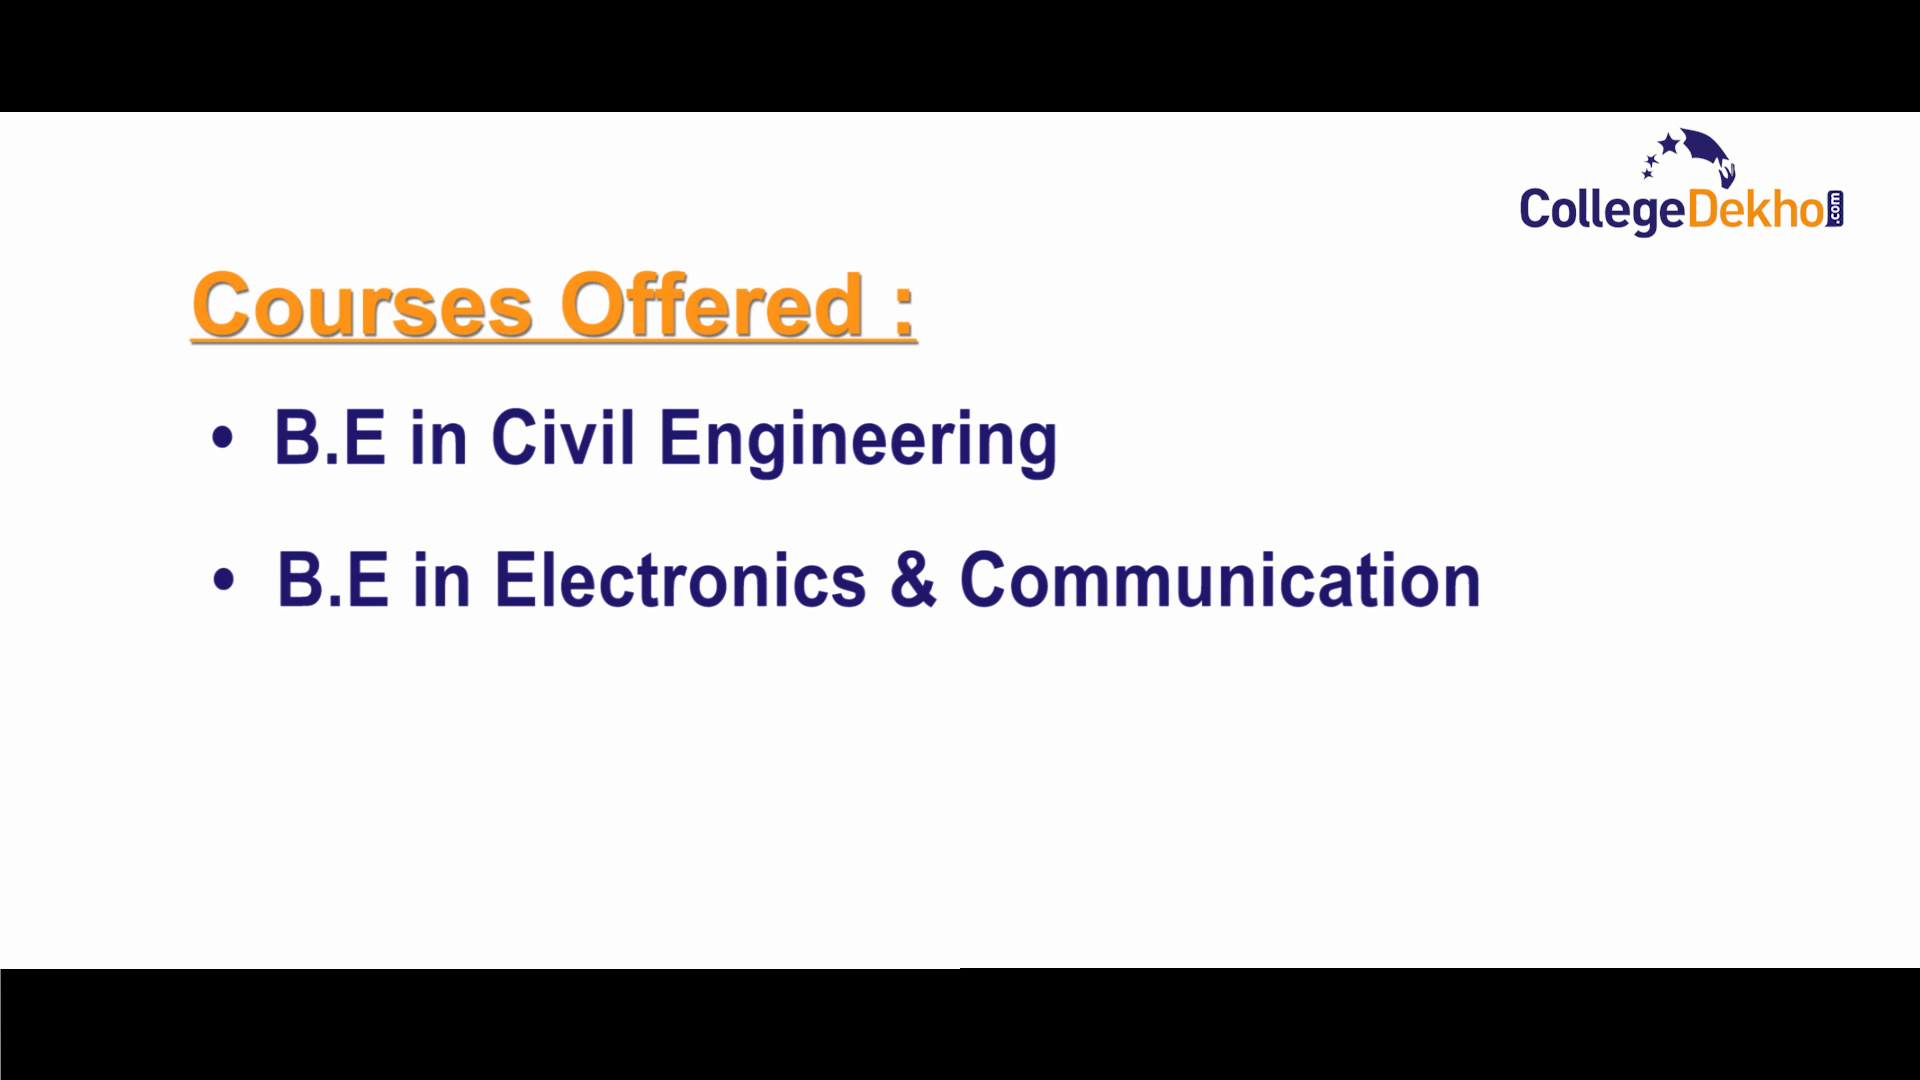 CollegeDekho.com
Courses Offered :
• B.E in Civil Engineering
• B.E in Electronics & Communication